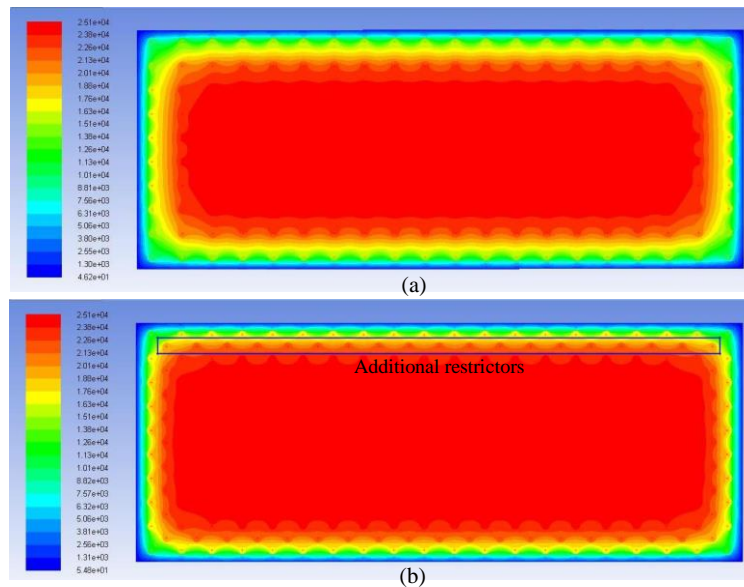 2.51e+04
2.38e+04
2.26e+04
2.13e+04
2.01e+04
1.88e+04
1.76e+04
1.63e+04
1.51e+04
1.38e+04
1.26e+04
1.13e+04
1.01e+04
8.81e+03
7.56e+03
6.31e+03
5.06e+03
3.80e+03
2.55e+03
1.30e+03
4.62e+01
(a)
2.51e+04
2.38e+04
2.26e+04
2.13e+04
2.01e+04
1.88e+04
1.76e+04
1.63e+04
1.51e+04
1.38e+04
1.26e+04
1.13e+04
1.01e+04
8.82e+03
7.57e+03
6.32e+03
5.06e+03
3.81e+03
2.56e+03
1.31e+03
5.48e+01
Additional restrictors
(b)